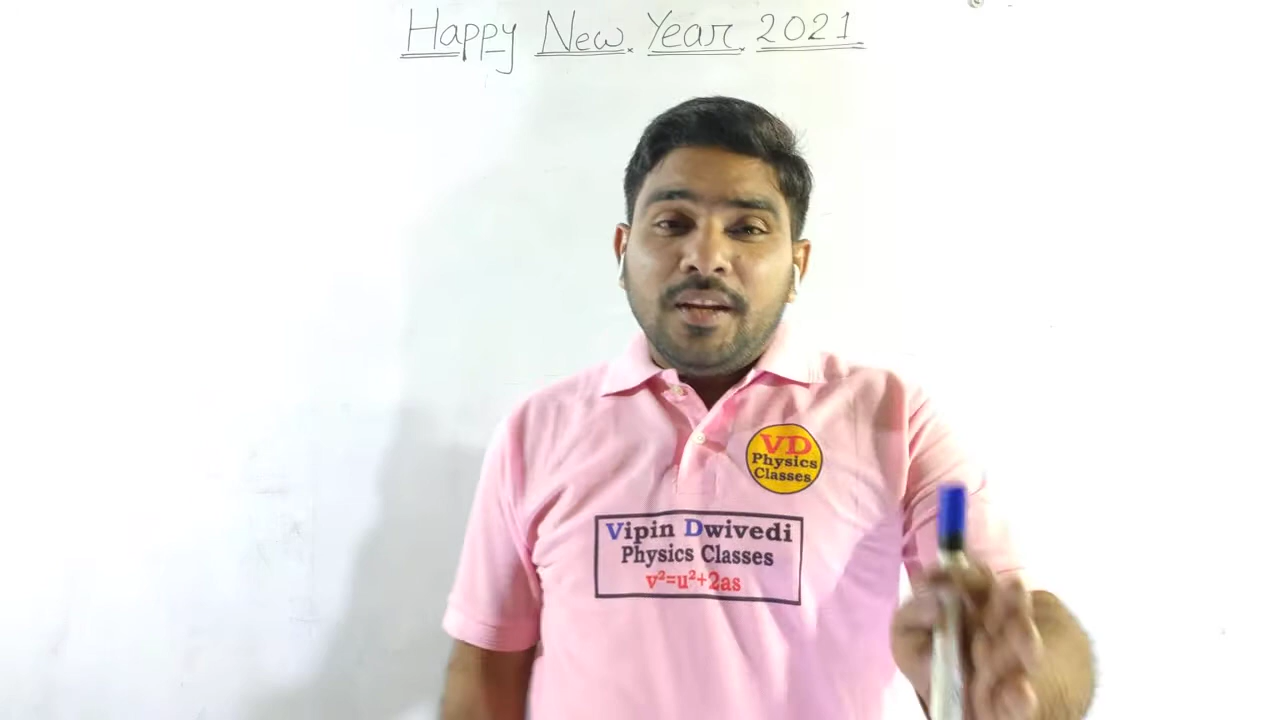 Happy New Year 2021
VD
Physics
Classes
Vipin Dwivedi
Physics Classes
v²=u²+2as